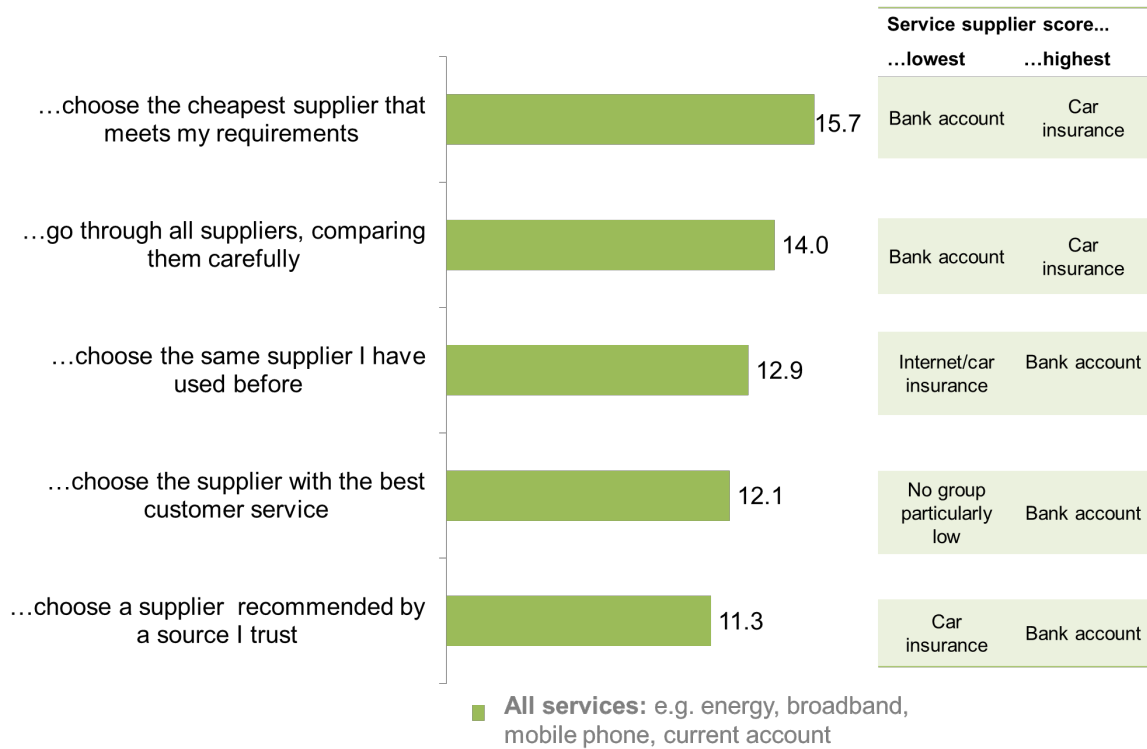 Service supplier score...
…lowest …highest
…choose the cheapest supplier that
meets my requirements
15.7
Bank account
Car
insurance
…go through all suppliers, comparing
them carefully
14.0
Bank account
Car
insurance
…choose the same supplier I have
used before
12.9
Internet/car
insurance
Bank account
…choose the supplier with the best
customer service
12.1
No group
particularly
low
Bank account
…choose a supplier  recommended by
a source I trust
11.3
Car
insurance
Bank account
All services: e.g. energy, broadband,
mobile phone, current account